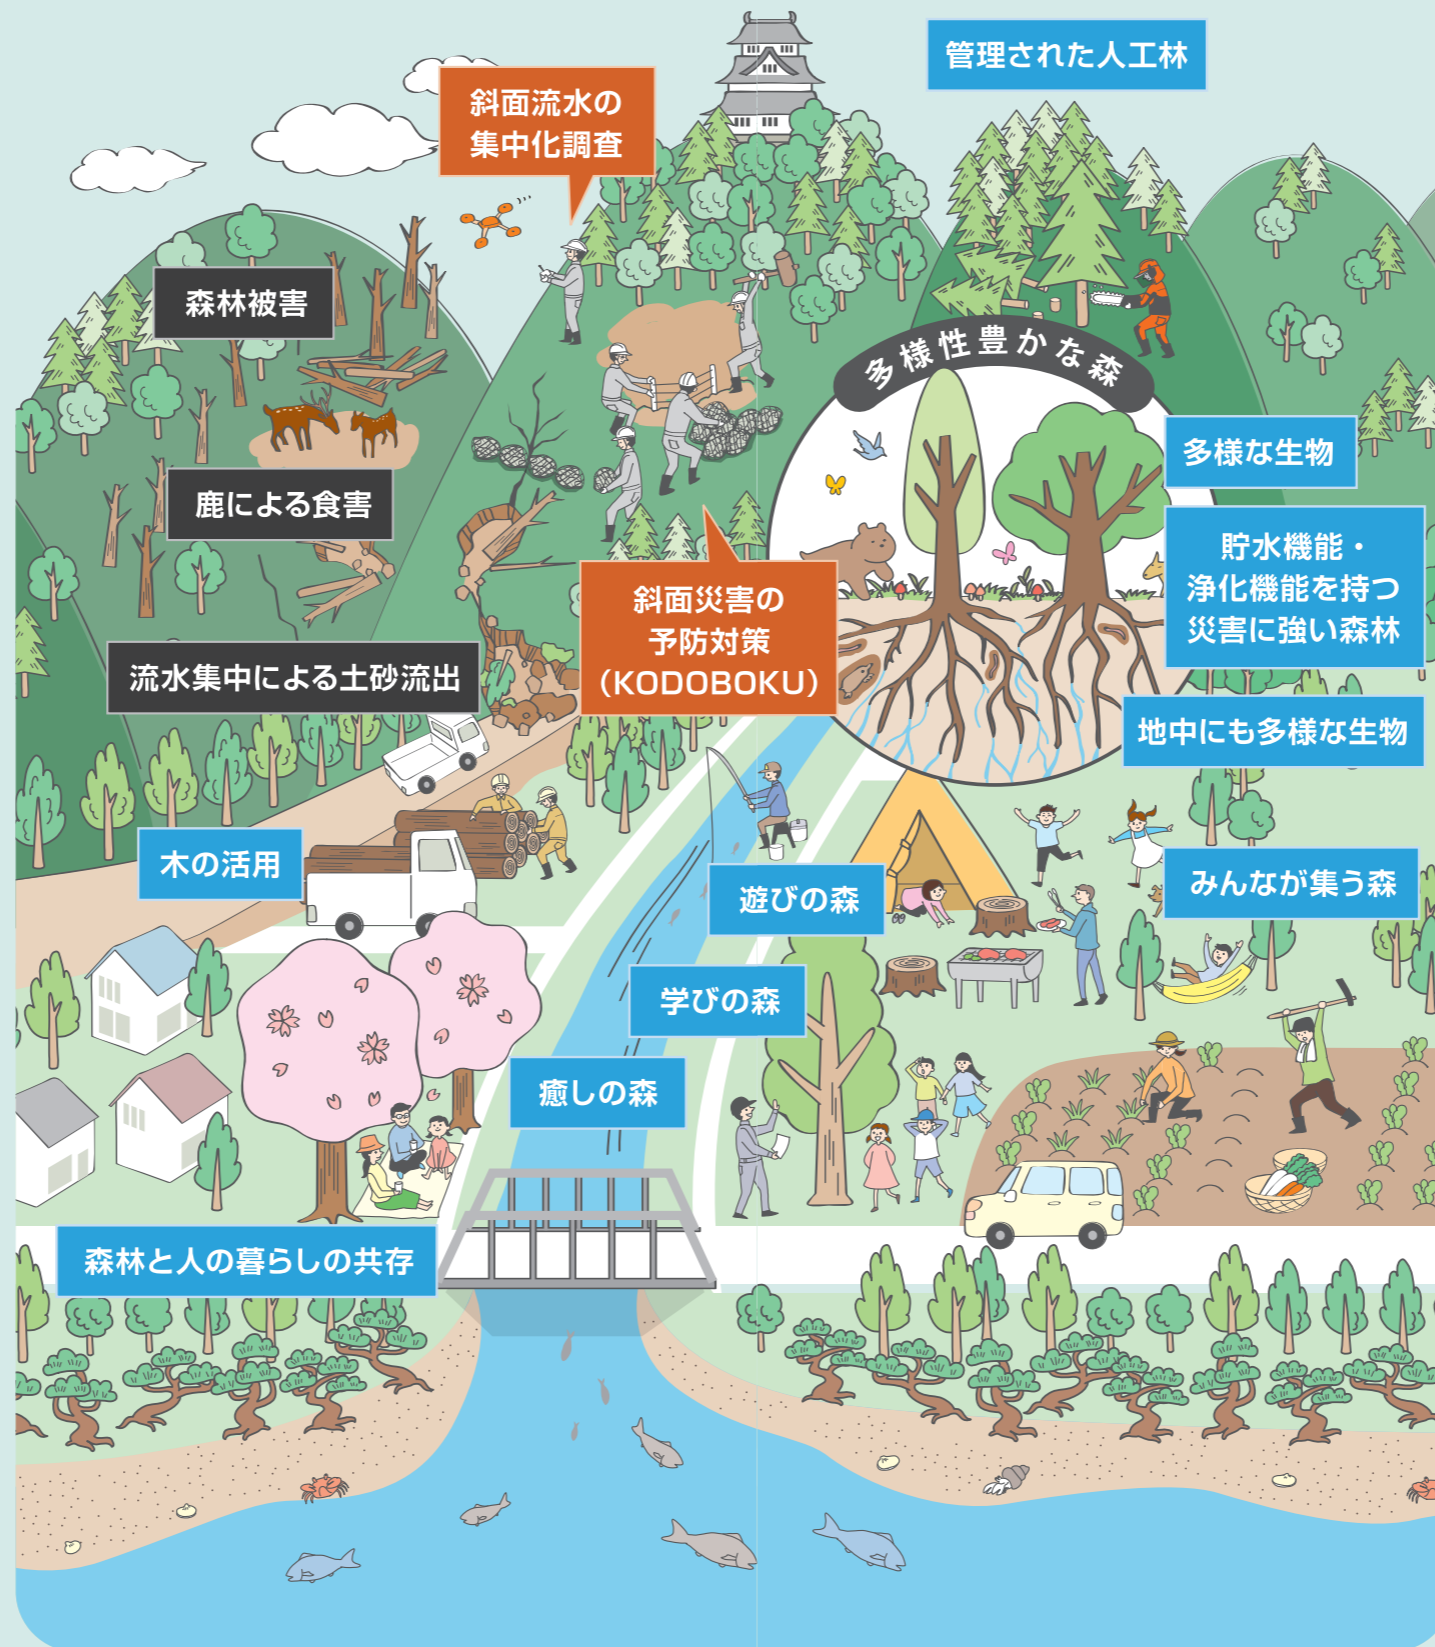 管理された人工林
斜面流水の
集中化調査
森林被害
多様性豊かな森
多様な生物
鹿による食害
貯水機能・
浄化機能を持つ
災害に強い森林
斜面災害の
予防対策
（KODOBOKU）
流水集中による土砂流出
地中にも多様な生物
木の活用
みんなが集う森
遊びの森
学びの森
癒しの森
森林と人の暮らしの共存